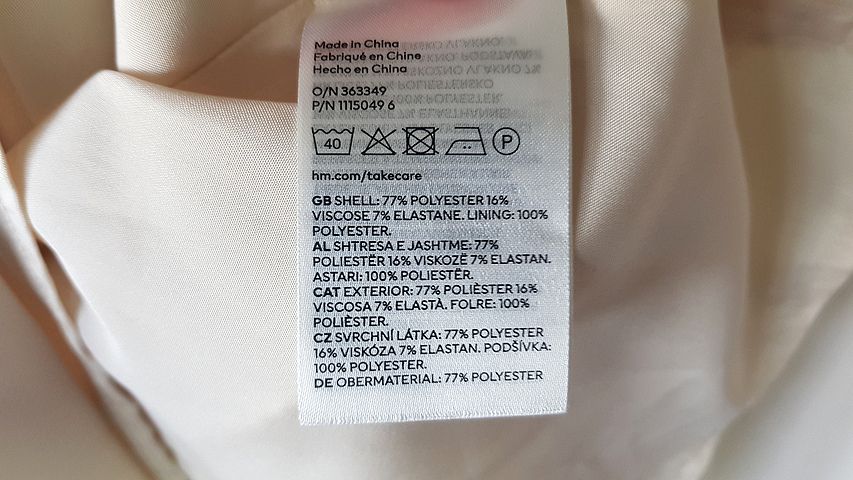 Made in China
Fabriqué en Chine
Hecho en China
O/N 363349
P/N 1115049 6
40 P
hm.com/takecare
GB SHELL: 77% POLYESTER 16%
VISCOSE 7% ELASTANE. LINING: 100%
POLYESTER.
AL SHTRESA E JASHTME: 77%
POLIESTËR 16% VISKOZË 7% ELASTAN.
ASTARI: 100% POLIESTËR.
CAT EXTERIOR: 77% POLIÈSTER 16%
VISCOSA 7% ELASTÀ. FOLRE: 100%
POLIÈSTER.
CZ SVRCHNÍ LÁTKA: 77% POLYESTER
16% VISKÓZA 7% ELASTAN. PODŠÍVKA:
100% POLYESTER.
DE OBERMATERIAL: 77% POLYESTER